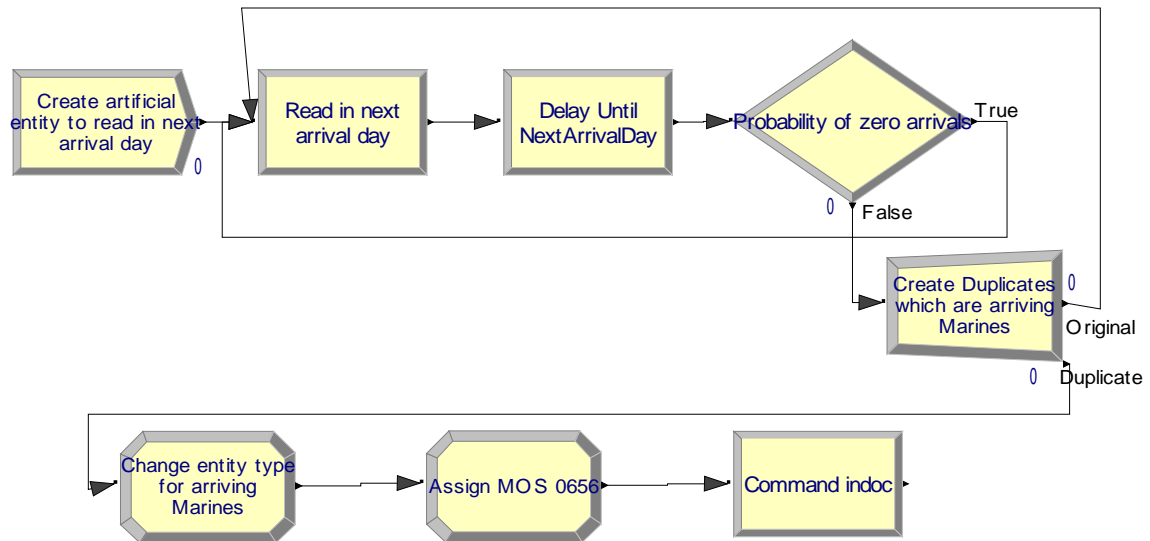 Create artificial
entity to read in next
arrival day
0
Read in next
arrival day
Delay Until
NextArrivalDay
Probability of zero arrivals
True
0
False
Create Duplicates
which are arriving
Marines
0
Original
0
Duplicate
Change entity type
for arriving
Marines
Assign MOS 0656
Command indoc